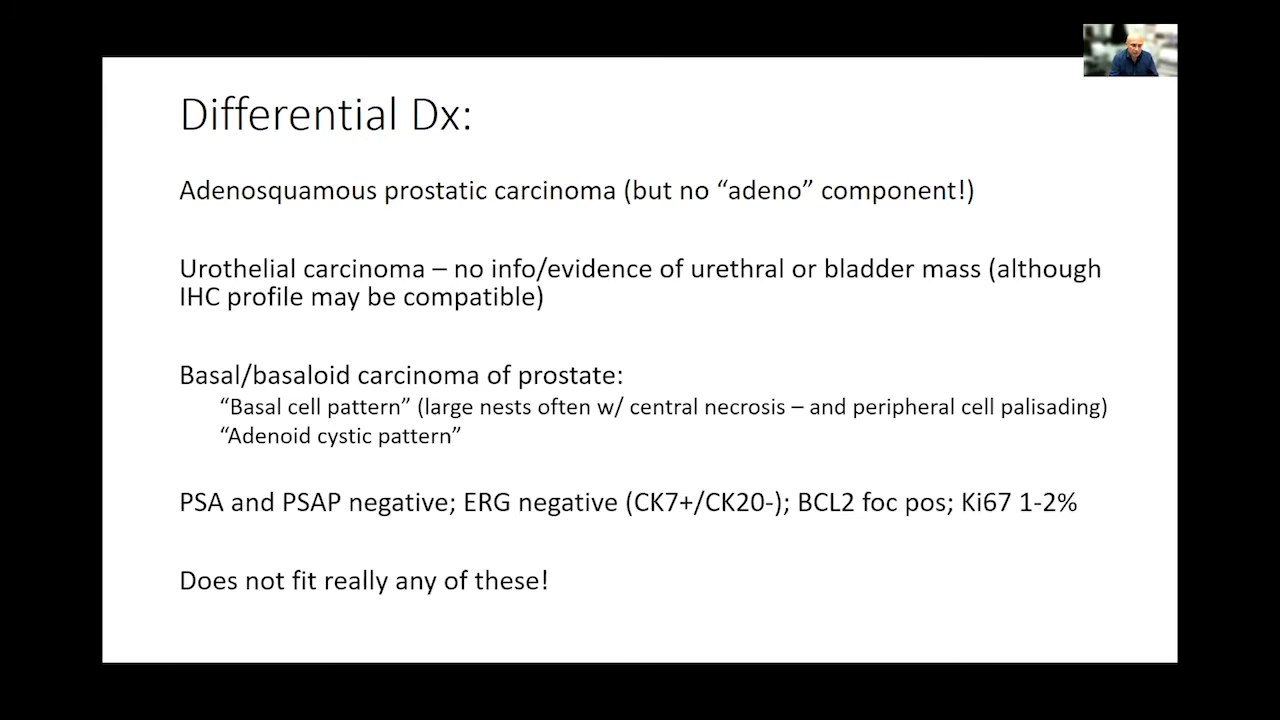 Differential Dx:
Adenosquamous prostatic carcinoma (but no “adeno” component!)
Urothelial carcinoma – no info/evidence of urethral or bladder mass (although
IHC profile may be compatible)
Basal/basaloid carcinoma of prostate:
“Basal cell pattern” (large nests often w/ central necrosis – and peripheral cell palisading)
“Adenoid cystic pattern”
PSA and PSAP negative; ERG negative (CK7+/CK20-); BCL2 foc pos; Ki67 1-2%
Does not fit really any of these!